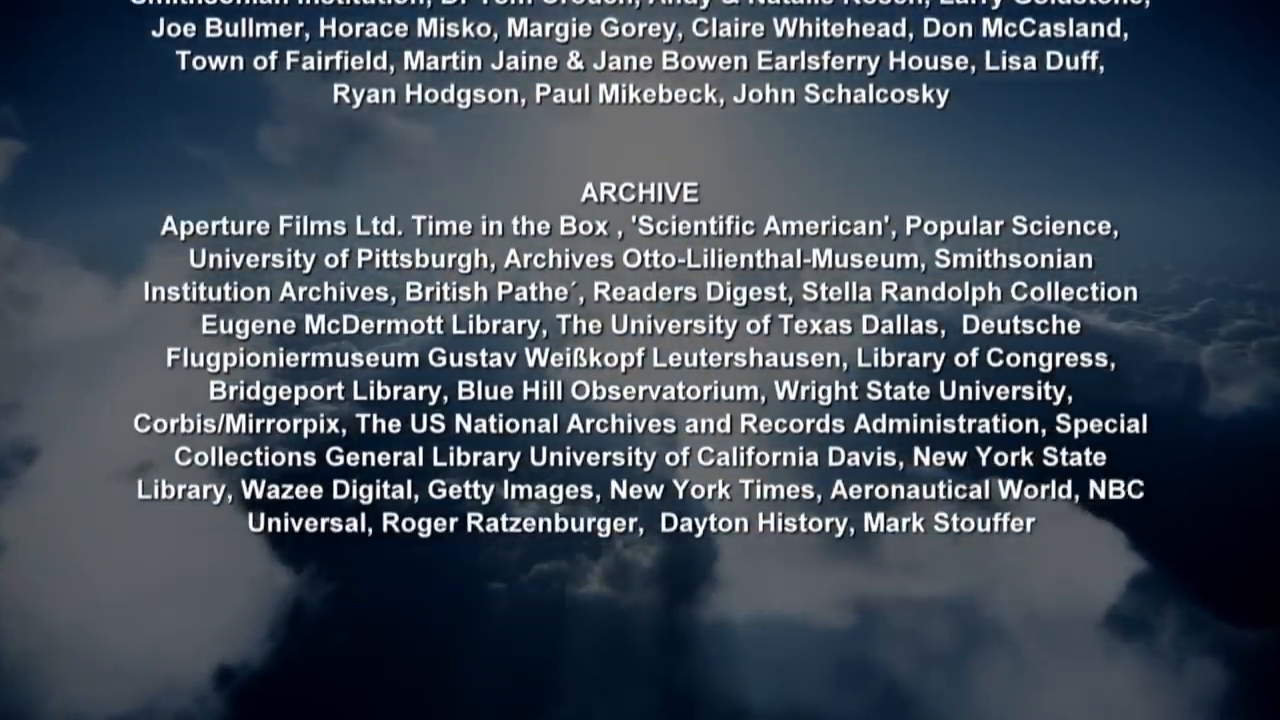 Smithsonian Institution, Dr Tom Crouch, Andy & Natalie Rosen, Larry Goldstone,
Joe Bullmer, Horace Misko, Margie Gorey, Claire Whitehead, Don McCasland,
Town of Fairfield, Martin Jaine & Jane Bowen Earlsferry House, Lisa Duff,
Ryan Hodgson, Paul Mikebeck, John Schalcosky
ARCHIVE
Aperture Films Ltd. Time in the Box , 'Scientific American', Popular Science,
University of Pittsburgh, Archives Otto-Lilienthal-Museum, Smithsonian
Institution Archives, British Pathe´, Readers Digest, Stella Randolph Collection
Eugene McDermott Library, The University of Texas Dallas,  Deutsche
Flugpioniermuseum Gustav Weißkopf Leutershausen, Library of Congress,
Bridgeport Library, Blue Hill Observatorium, Wright State University,
Corbis/Mirrorpix, The US National Archives and Records Administration, Special
Collections General Library University of California Davis, New York State
Library, Wazee Digital, Getty Images, New York Times, Aeronautical World, NBC
Universal, Roger Ratzenburger,  Dayton History, Mark Stouffer